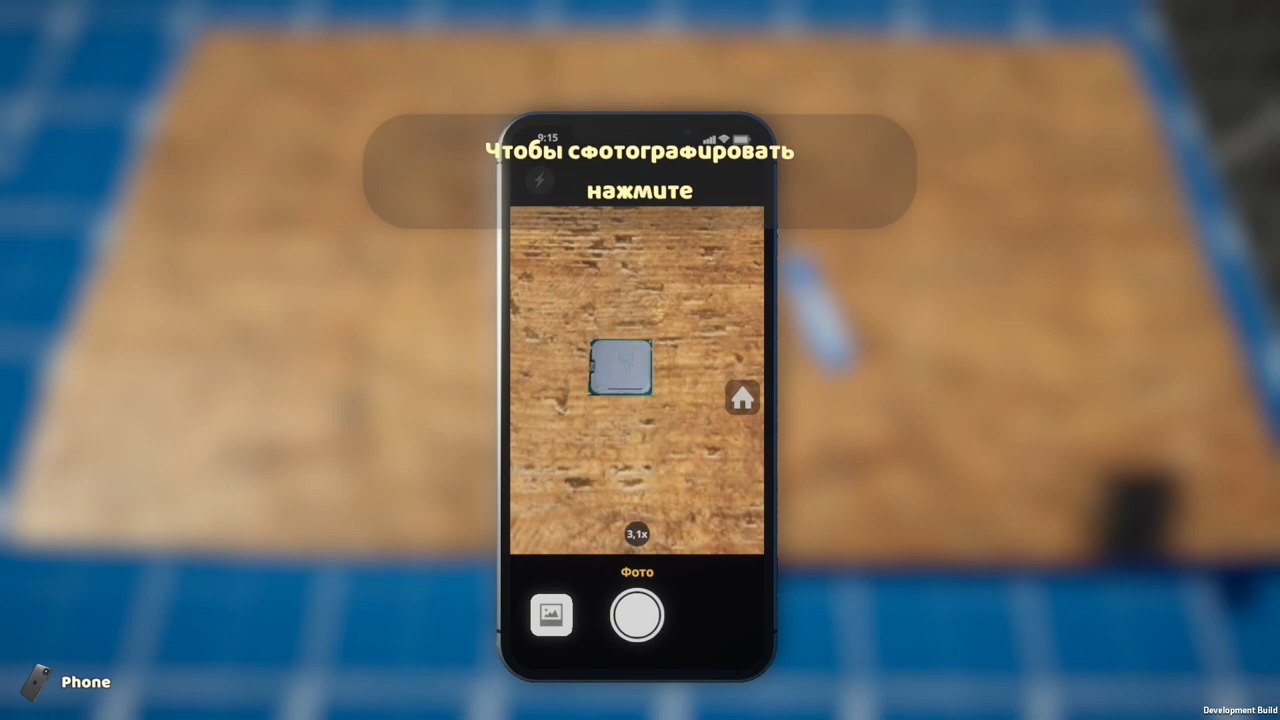 9:15
Чтобы сфотографировать
нажмите
3,1x
Фото
Phone
Development Build